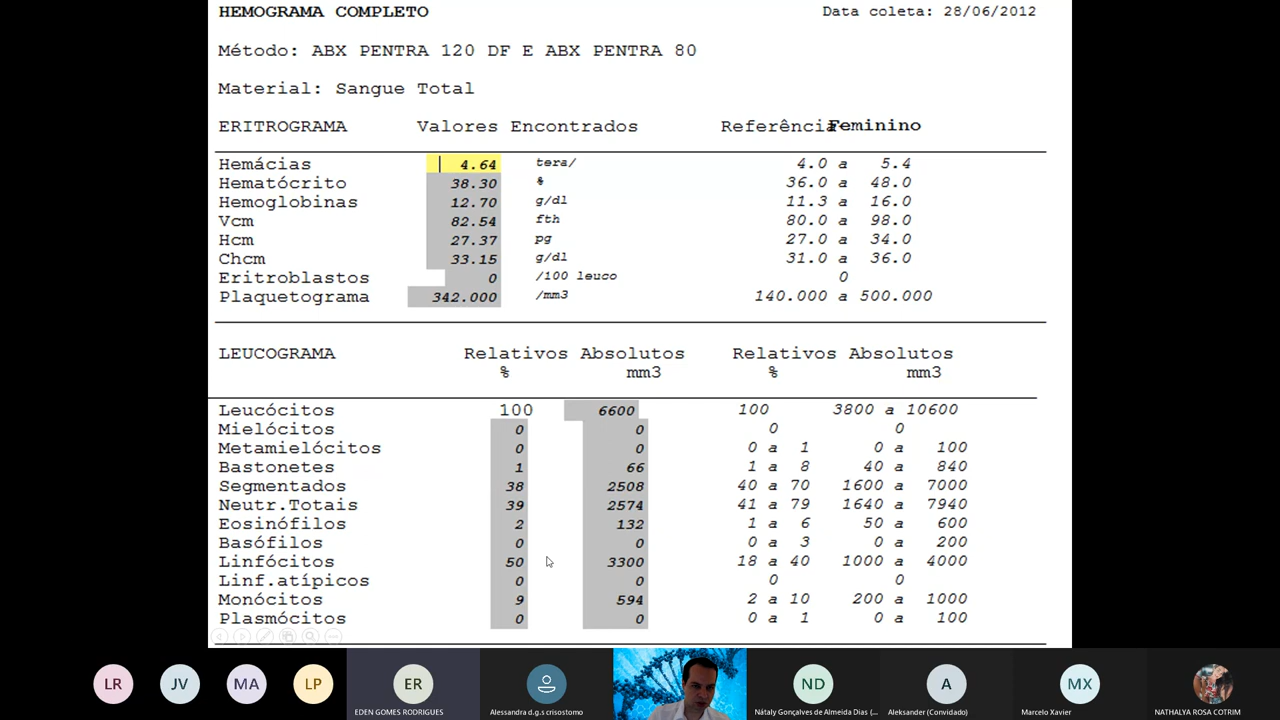 HEMOGRAMA COMPLETO Data coleta: 28/06/2012
Método: ABX PENTRA 120 DF E ABX PENTRA 80
Material: Sangue Total
ERITROGRAMA Valores Encontrados Referência Feminino
Hemácias 4.64 tera/ 4.0 a 5.4
Hematócrito 38.30 % 36.0 a 48.0
Hemoglobinas 12.70 g/dl 11.3 a 16.0
Vcm 82.54 fth 80.0 a 98.0
Hcm 27.37 pg 27.0 a 34.0
Chcm 33.15 g/dl 31.0 a 36.0
Eritroblastos 0 /100 leuco 0
Plaquetograma 342.000 /mm3 140.000 a 500.000
LEUCOGRAMA Relativos Absolutos Relativos Absolutos
% mm3 % mm3
Leucócitos 100 6600 100 3800 a 10600
Mielócitos 0 0 0 0
Metamielócitos 0 0 0 a 1 0 a 100
Bastonetes 1 66 1 a 8 40 a 840
Segmentados 38 2508 40 a 70 1600 a 7000
Neutr.Totais 39 2574 41 a 79 1640 a 7940
Eosinófilos 2 132 1 a 6 50 a 600
Basófilos 0 0 0 a 3 0 a 200
Linfócitos 50 3300 18 a 40 1000 a 4000
Linf.atípicos 0 0 0 0
Monócitos 9 594 2 a 10 200 a 1000
Plasmócitos 0 0 0 a 1 0 a 100
LR JV MA LP ER ND A MX
EDEN GOMES RODRIGUES Alessandra d.g.s crisostomo Nátaly Gonçalves de Almeida Dias (... Aleksander (Convidado) Marcelo Xavier NATHALYA ROSA COTRIM